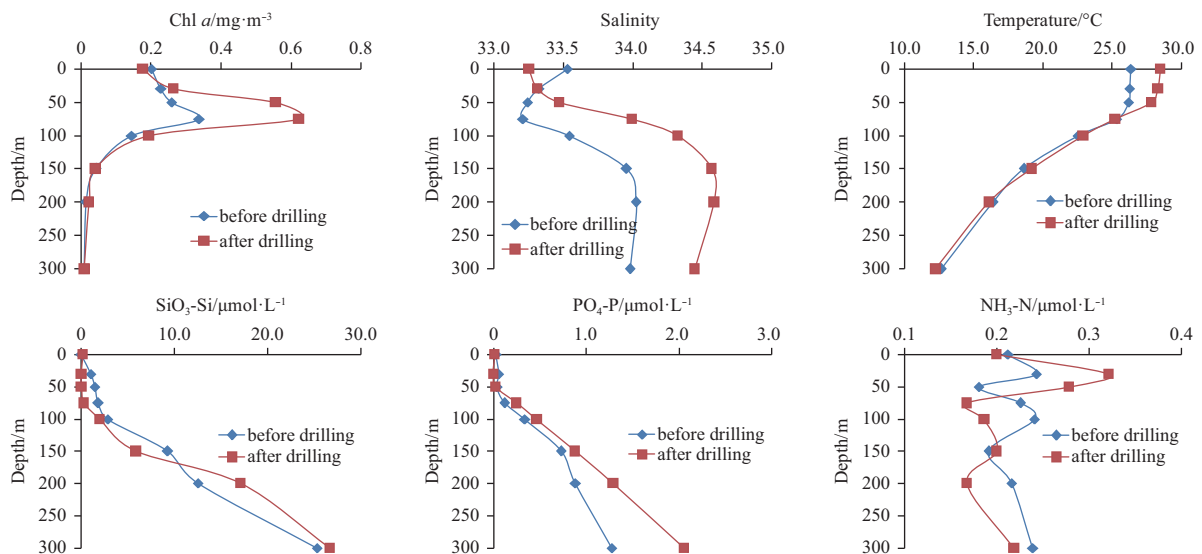 Chl a/mg·m⁻³
0 0.2 0.4 0.6 0.8
0
50
100
150
200
250
300
Depth/m
before drilling
after drilling
Salinity
33.0 33.5 34.0 34.5 35.0
0
50
100
150
200
250
300
Depth/m
before drilling
after drilling
Temperature/°C
10.0 15.0 20.0 25.0 30.0
0
50
100
150
200
250
300
Depth/m
before drilling
after drilling
SiO₃-Si/μmol·L⁻¹
0.0 10.0 20.0 30.0
0
50
100
150
200
250
300
Depth/m
before drilling
after drilling
PO₄-P/μmol·L⁻¹
0.0 1.0 2.0 3.0
0
50
100
150
200
250
300
Depth/m
before drilling
after drilling
NH₃-N/μmol·L⁻¹
0.1 0.2 0.3 0.4
0
50
100
150
200
250
300
Depth/m
before drilling
after drilling